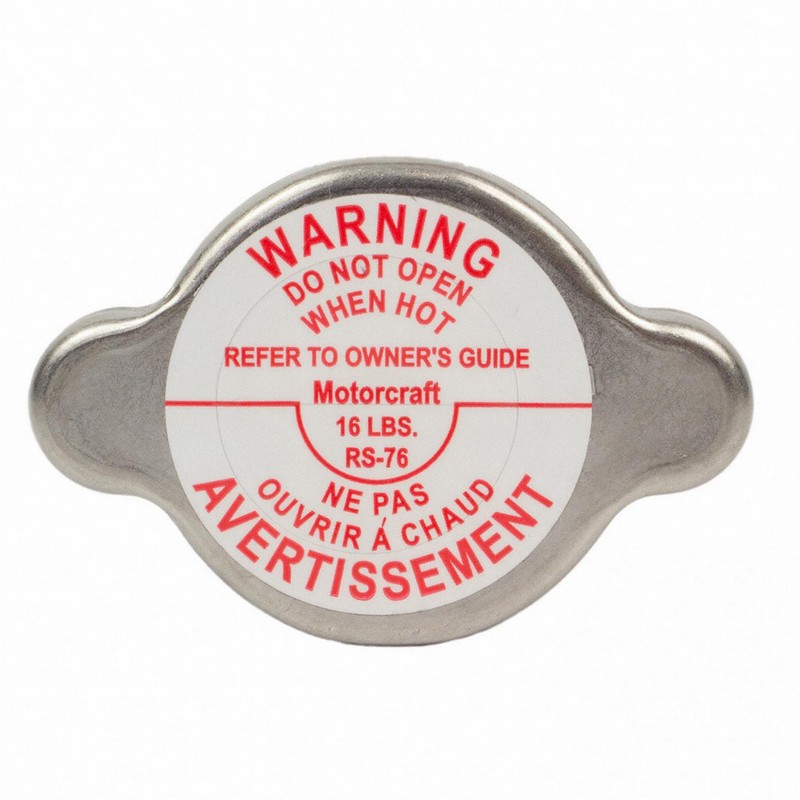 WARNING
DO NOT OPEN
WHEN HOT
REFER TO OWNER'S GUIDE
Motorcraft
16 LBS.
RS-76
NE PAS
OUVRIR Á CHAUD
AVERTISSEMENT